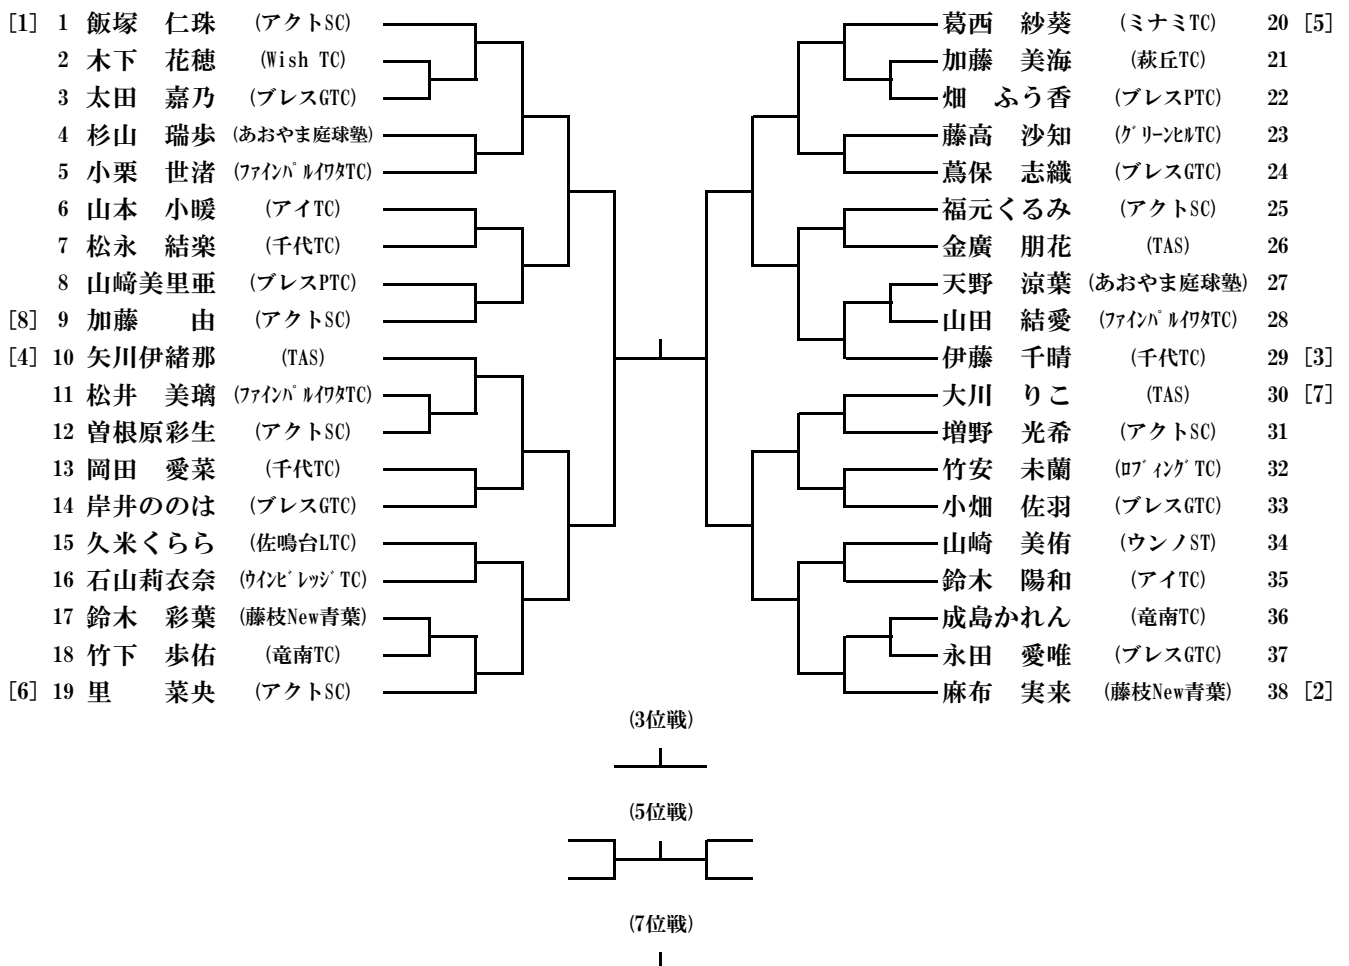 [1] 1 飯塚　仁珠 (アクトSC)
2 木下　花穂 (Wish TC)
3 太田　嘉乃 (ブレスGTC)
4 杉山　瑞歩 (あおやま庭球塾)
5 小栗　世渚 (ﾌｧｲﾝﾊﾟﾙｲﾜﾀTC)
6 山本　小暖 (アイTC)
7 松永　結楽 (千代TC)
8 山﨑美里亜 (ブレスPTC)
[8] 9 加藤　　由 (アクトSC)
[4] 10 矢川伊緒那 (TAS)
11 松井　美璃 (ﾌｧｲﾝﾊﾟﾙｲﾜﾀTC)
12 曽根原彩生 (アクトSC)
13 岡田　愛菜 (千代TC)
14 岸井ののは (ブレスGTC)
15 久米くらら (佐鳴台LTC)
16 石山莉衣奈 (ｳｲﾝﾋﾞﾚｯｼﾞTC)
17 鈴木　彩葉 (藤枝New青葉)
18 竹下　歩佑 (竜南TC)
[6] 19 里　　菜央 (アクトSC)
葛西　紗葵 (ミナミTC) 20 [5]
加藤　美海 (萩丘TC) 21
畑　ふう香 (ブレスPTC) 22
藤高　沙知 (ｸﾞﾘｰﾝﾋﾙTC) 23
蔦保　志織 (ブレスGTC) 24
福元くるみ (アクトSC) 25
金廣　朋花 (TAS) 26
天野　涼葉 (あおやま庭球塾) 27
山田　結愛 (ﾌｧｲﾝﾊﾟﾙｲﾜﾀTC) 28
伊藤　千晴 (千代TC) 29 [3]
大川　りこ (TAS) 30 [7]
増野　光希 (アクトSC) 31
竹安　未蘭 (ﾛﾌﾞｨﾝｸﾞTC) 32
小畑　佐羽 (ブレスGTC) 33
山崎　美侑 (ウンノST) 34
鈴木　陽和 (アイTC) 35
成島かれん (竜南TC) 36
永田　愛唯 (ブレスGTC) 37
麻布　実来 (藤枝New青葉) 38 [2]
(3位戦)
(5位戦)
(7位戦)